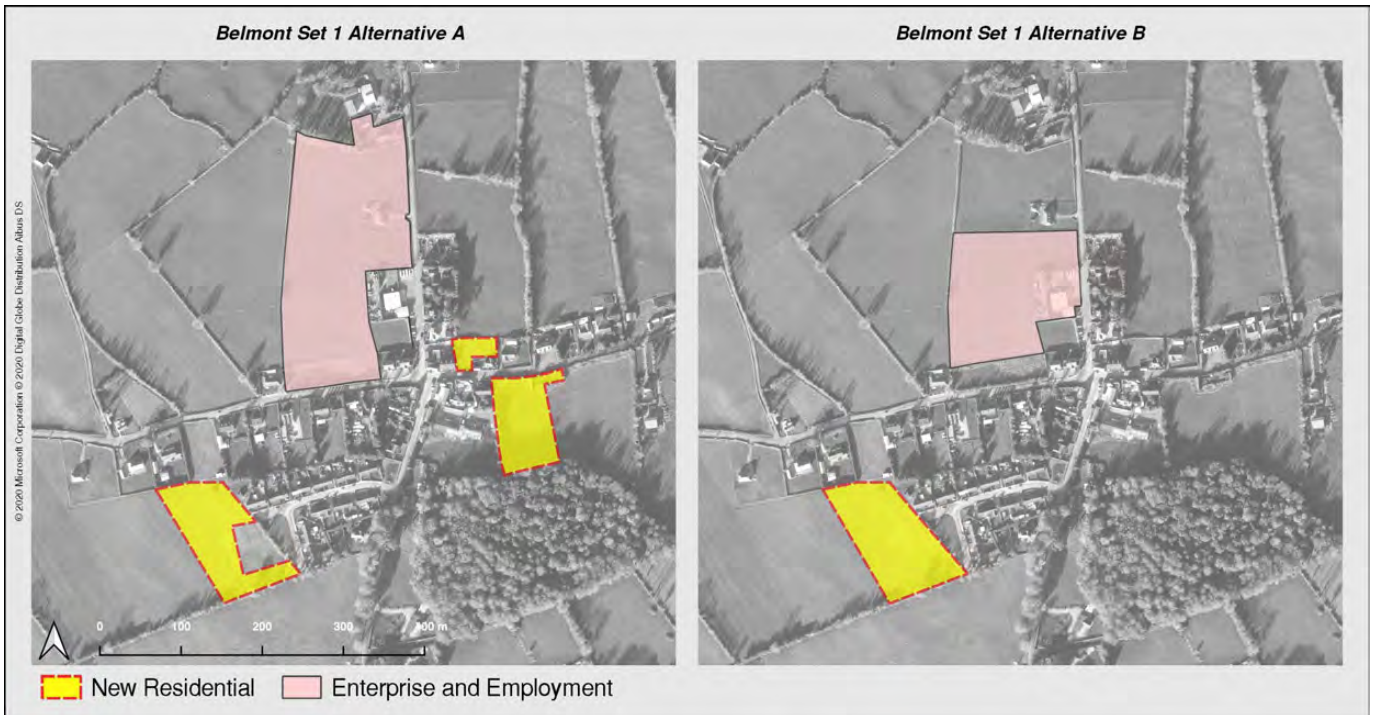 Belmont Set 1 Alternative A
Belmont Set 1 Alternative B
© 2020 Microsoft Corporation © 2020 Digital Globe Distribution Aibus DS
0 100 200 300 400 m
New Residential
Enterprise and Employment